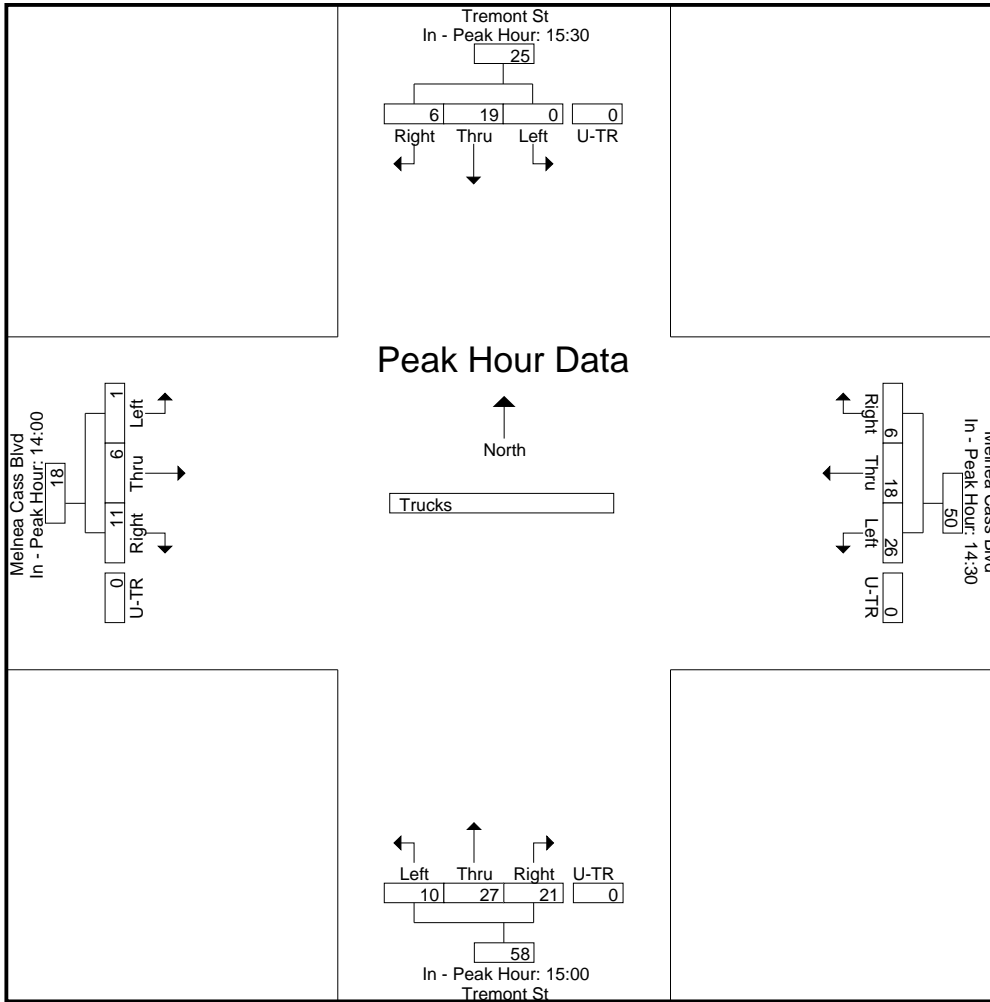 Tremont St
In - Peak Hour: 15:30
25
6 19 0 0
Right Thru Left U-TR
Peak Hour Data
North
Trucks
Melnea Cass Blvd
In - Peak Hour: 14:00
18
1 6 11 0
Left Thru Right U-TR
Melnea Cass Blvd
In - Peak Hour: 14:30
50
6 18 26 0
Right Thru Left U-TR
Left Thru Right U-TR
10 27 21 0
58
In - Peak Hour: 15:00
Tremont St